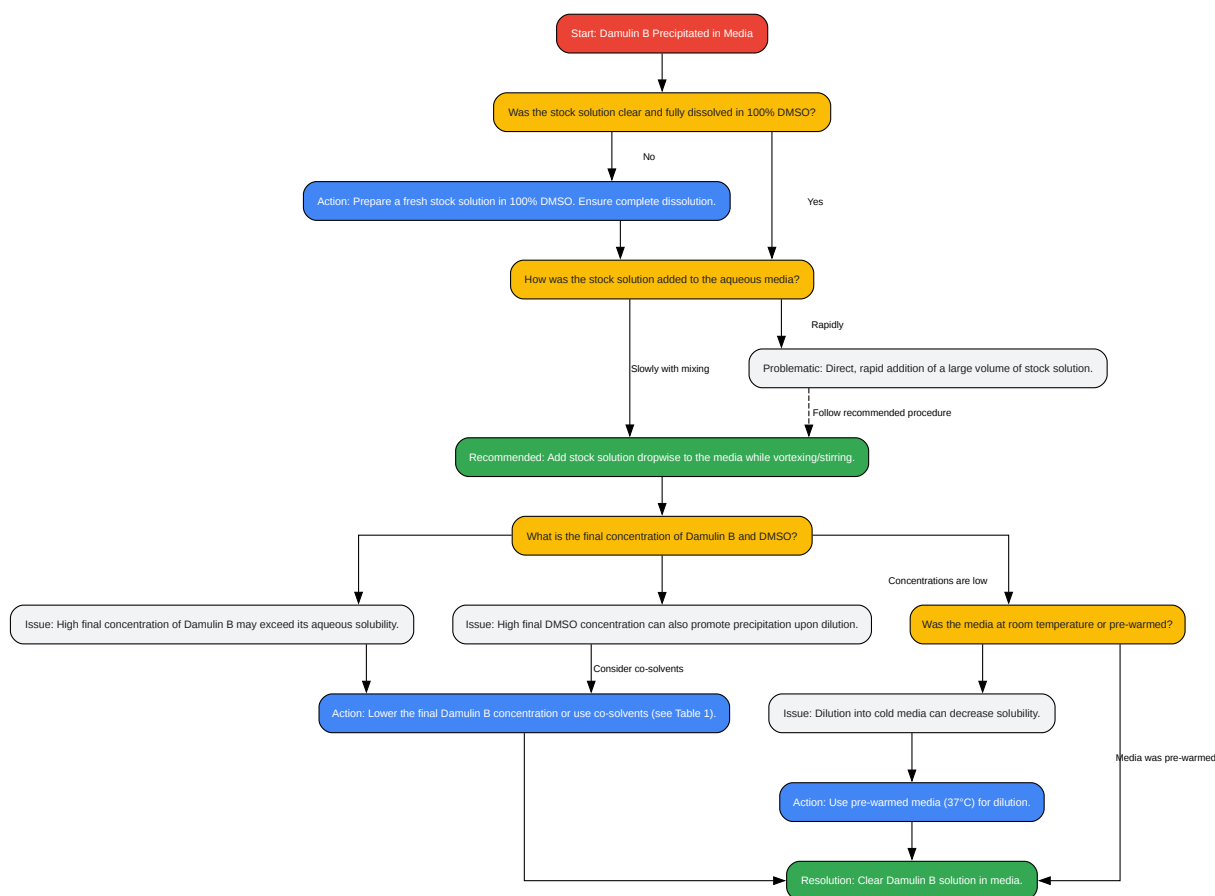 Start: Damulin B Precipitated in Media
Was the stock solution clear and fully dissolved in 100% DMSO?
No
Action: Prepare a fresh stock solution in 100% DMSO. Ensure complete dissolution.
Yes
How was the stock solution added to the aqueous media?
Rapidly
Slowly with mixing
Problematic: Direct, rapid addition of a large volume of stock solution.
Follow recommended procedure
Recommended: Add stock solution dropwise to the media while vortexing/stirring.
What is the final concentration of Damulin B and DMSO?
Concentrations are low
Issue: High final concentration of Damulin B may exceed its aqueous solubility.
Issue: High final DMSO concentration can also promote precipitation upon dilution.
Was the media at room temperature or pre-warmed?
Consider co-solvents
Action: Lower the final Damulin B concentration or use co-solvents (see Table 1).
Issue: Dilution into cold media can decrease solubility.
Media was pre-warmed
Action: Use pre-warmed media (37°C) for dilution.
Resolution: Clear Damulin B solution in media.